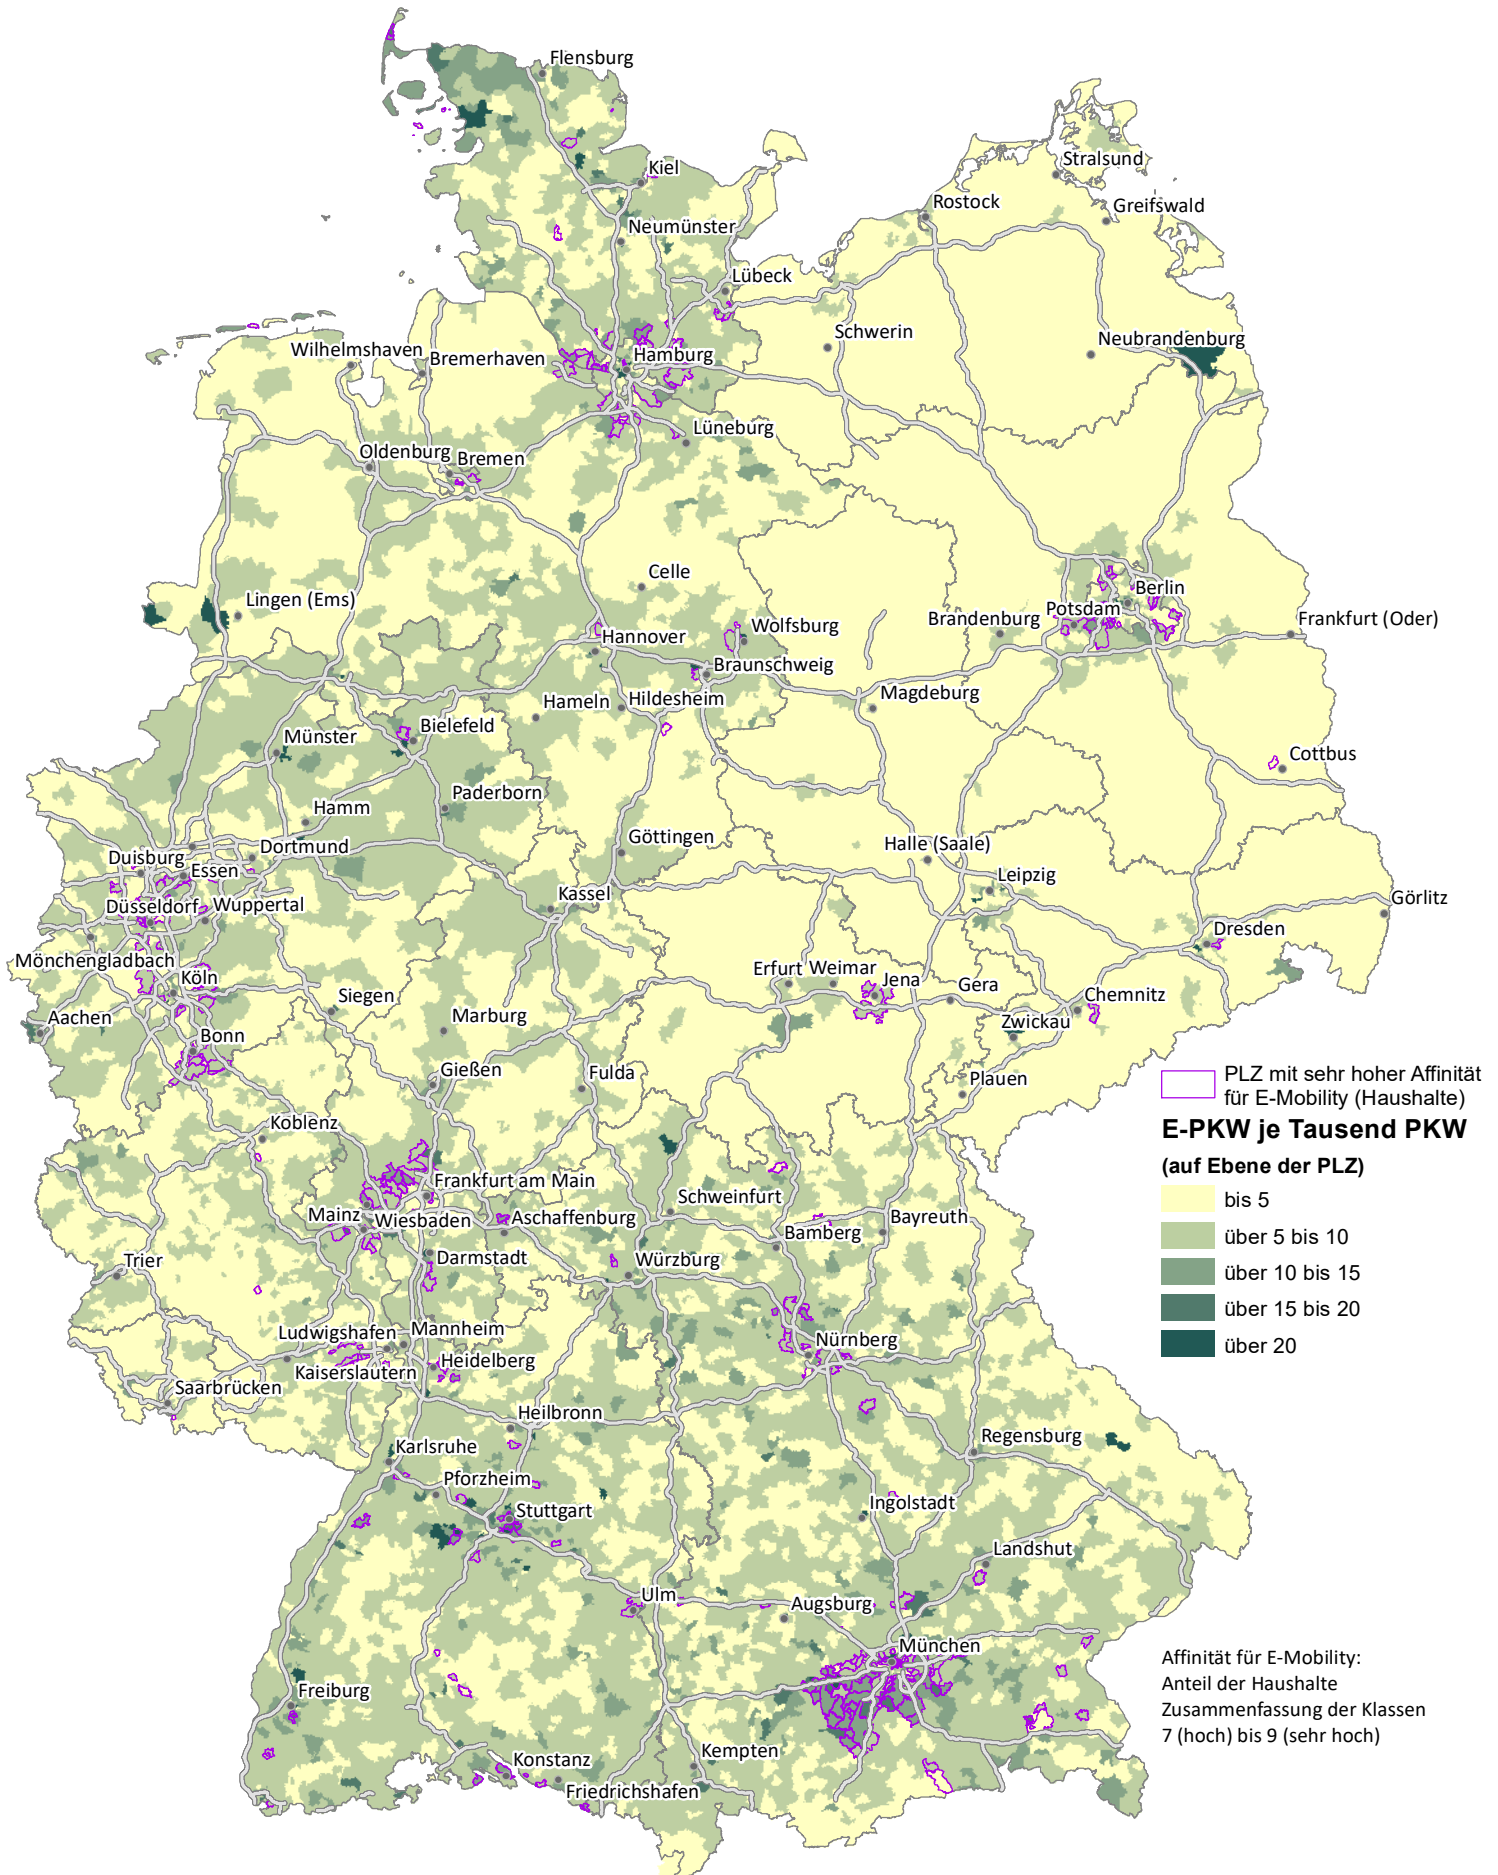 Flensburg
Stralsund
Kiel
Rostock
Greifswald
Neumünster
Lübeck
Schwerin
Neubrandenburg
Wilhelmshaven
Bremerhaven
Hamburg
Lüneburg
Oldenburg
Bremen
Celle
Lingen (Ems)
Berlin
Potsdam
Brandenburg
Frankfurt (Oder)
Wolfsburg
Hannover
Braunschweig
Magdeburg
Hameln
Hildesheim
Bielefeld
Münster
Cottbus
Paderborn
Hamm
Göttingen
Halle (Saale)
Dortmund
Duisburg
Essen
Leipzig
Kassel
Görlitz
Düsseldorf
Wuppertal
Dresden
Mönchengladbach
Köln
Erfurt
Weimar
Jena
Gera
Chemnitz
Siegen
Aachen
Marburg
Zwickau
Bonn
Gießen
Fulda
Plauen
Koblenz
Frankfurt am Main
Schweinfurt
Mainz
Wiesbaden
Aschaffenburg
Bayreuth
Bamberg
Trier
Darmstadt
Würzburg
Ludwigshafen
Mannheim
Nürnberg
Kaiserslautern
Heidelberg
Saarbrücken
Heilbronn
Karlsruhe
Regensburg
Pforzheim
Stuttgart
Ingolstadt
Landshut
Ulm
Augsburg
München
Freiburg
Kempten
Konstanz
Friedrichshafen
PLZ mit sehr hoher Affinität
für E-Mobility (Haushalte)
E-PKW je Tausend PKW
(auf Ebene der PLZ)
bis 5
über 5 bis 10
über 10 bis 15
über 15 bis 20
über 20
Affinität für E-Mobility:
Anteil der Haushalte
Zusammenfassung der Klassen
7 (hoch) bis 9 (sehr hoch)